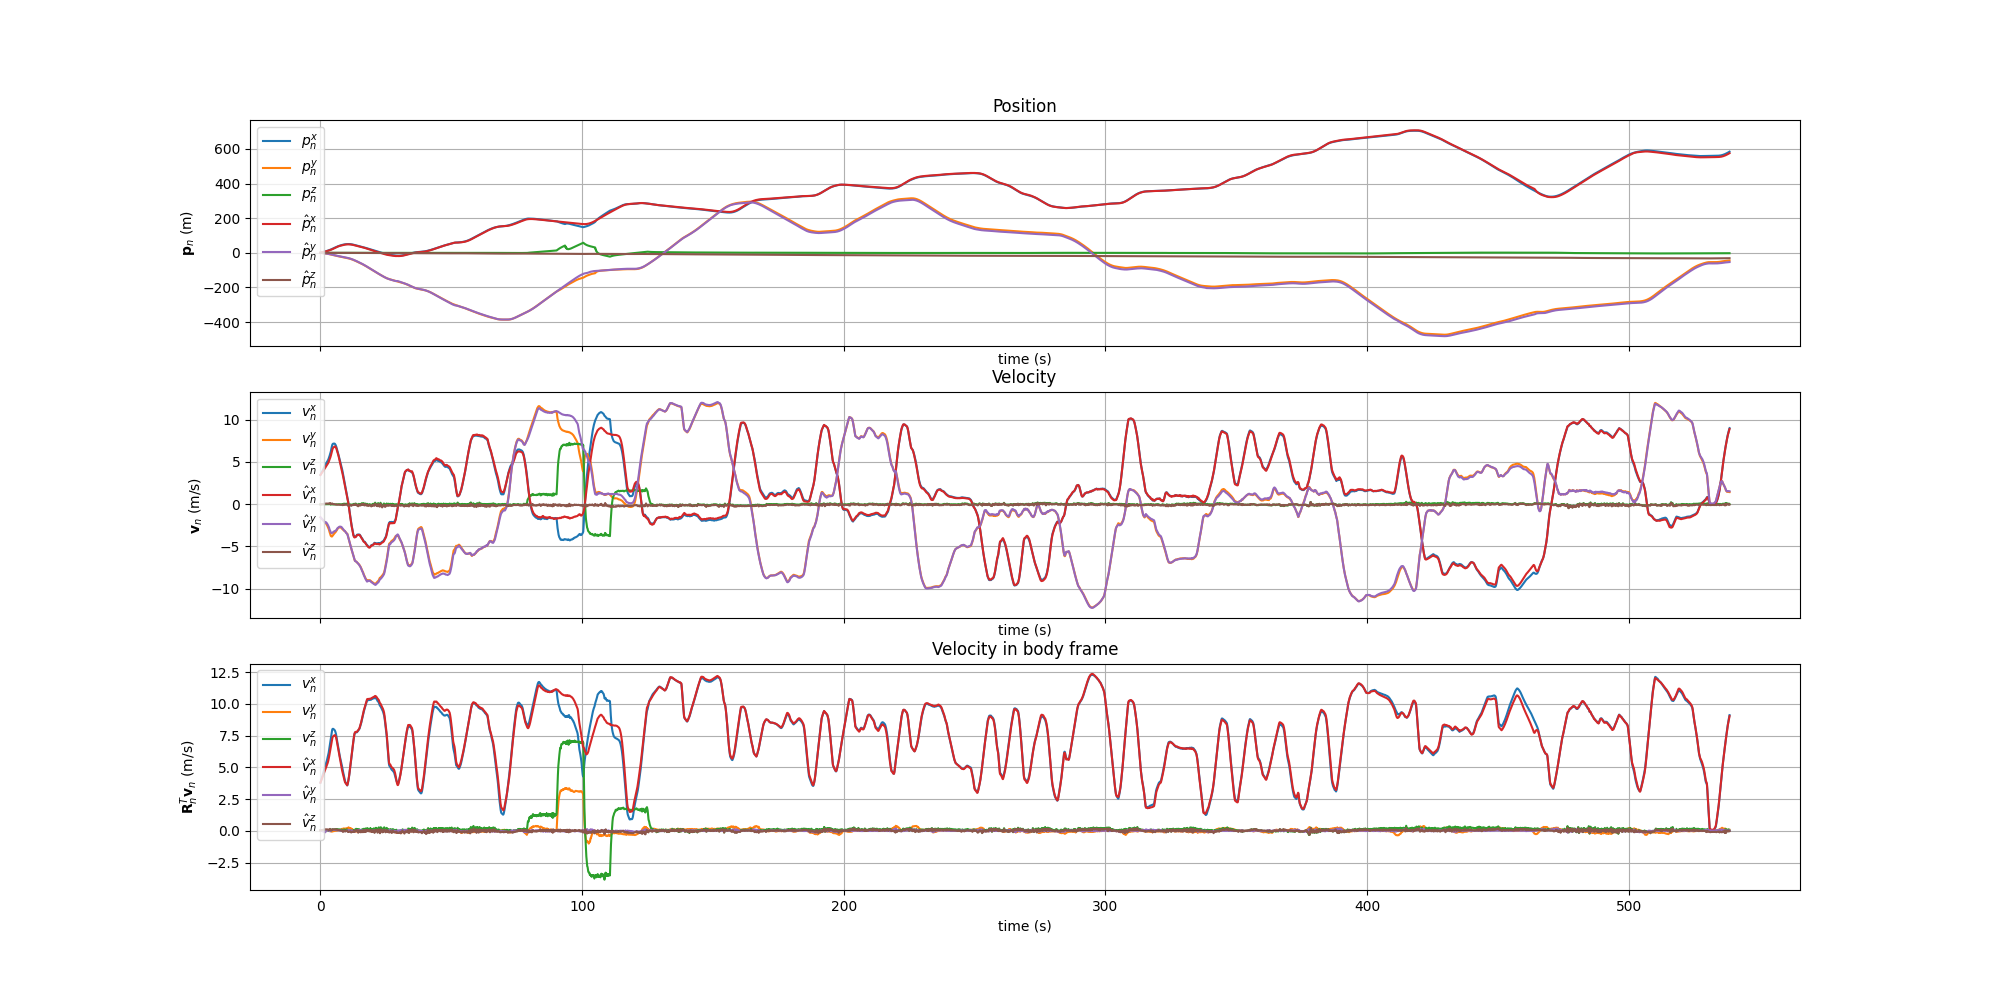 Position
600
400
200
0
−200
−400
p_n (m)
p_n^x
p_n^y
p_n^z
p̂_n^x
p̂_n^y
p̂_n^z
time (s)
Velocity
10
5
0
−5
−10
v_n (m/s)
v_n^x
v_n^y
v_n^z
v̂_n^x
v̂_n^y
v̂_n^z
time (s)
Velocity in body frame
12.5
10.0
7.5
5.0
2.5
0.0
−2.5
R_n^T v_n (m/s)
v_n^x
v_n^y
v_n^z
v̂_n^x
v̂_n^y
v̂_n^z
0 100 200 300 400 500
time (s)